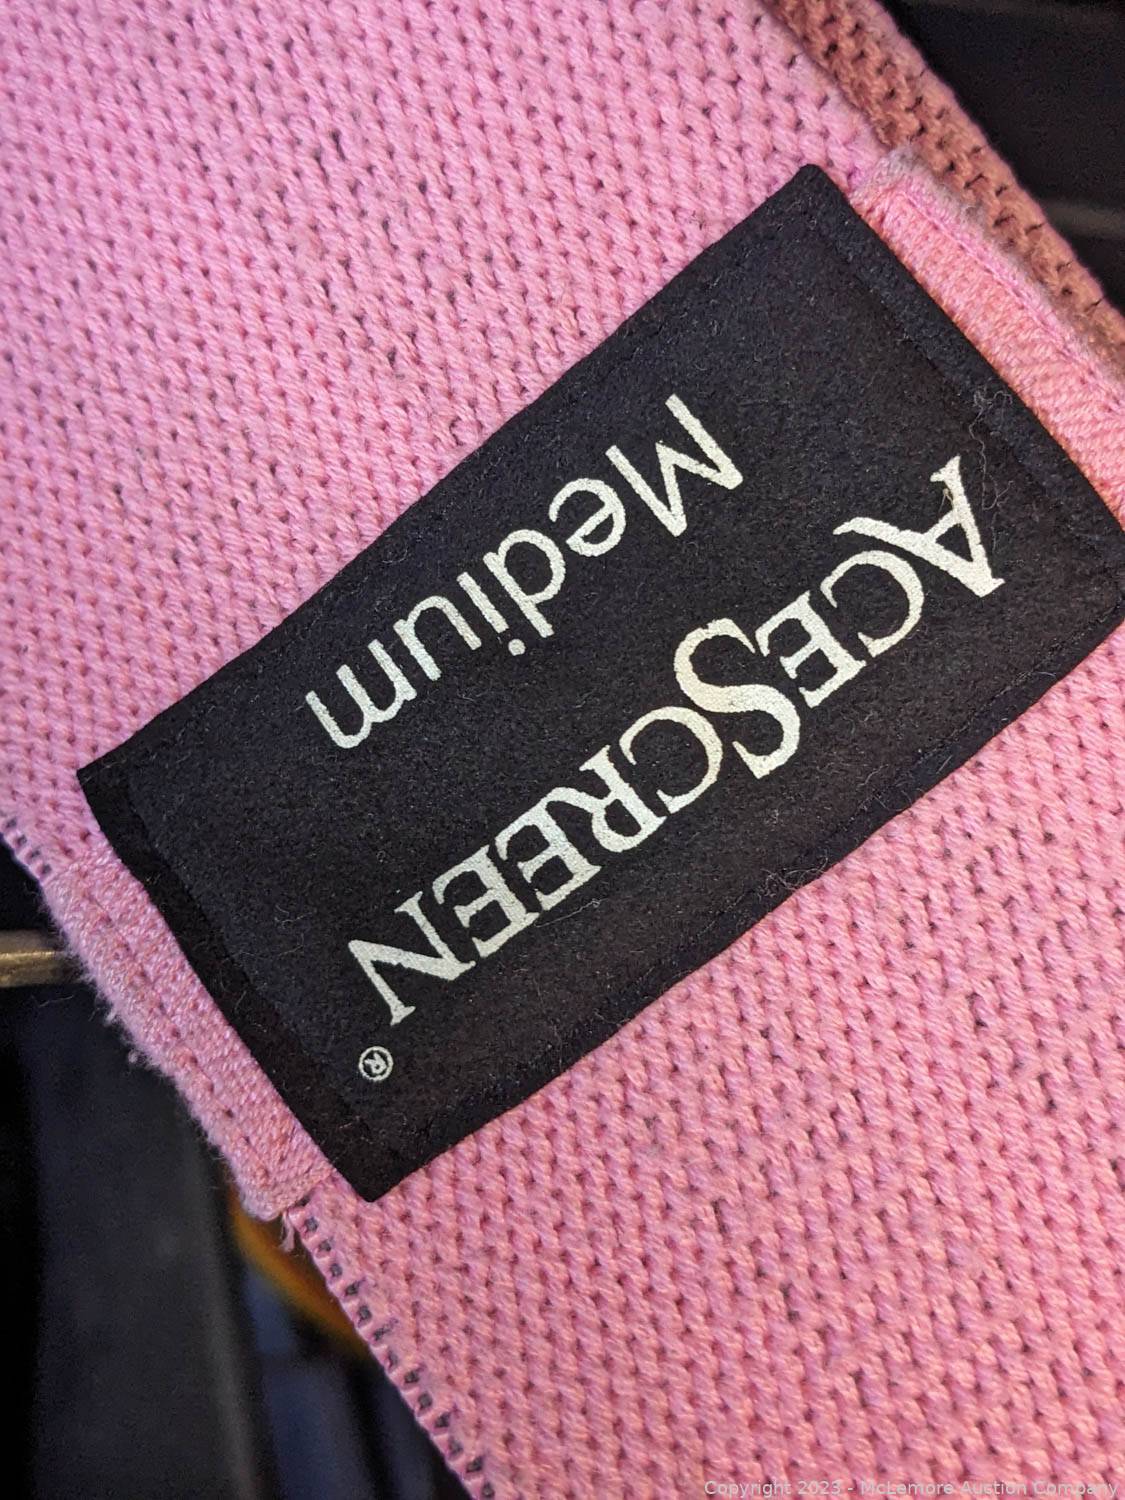 ACESCREEN®
Medium
Copyright 2023 - McLemore Auction Company